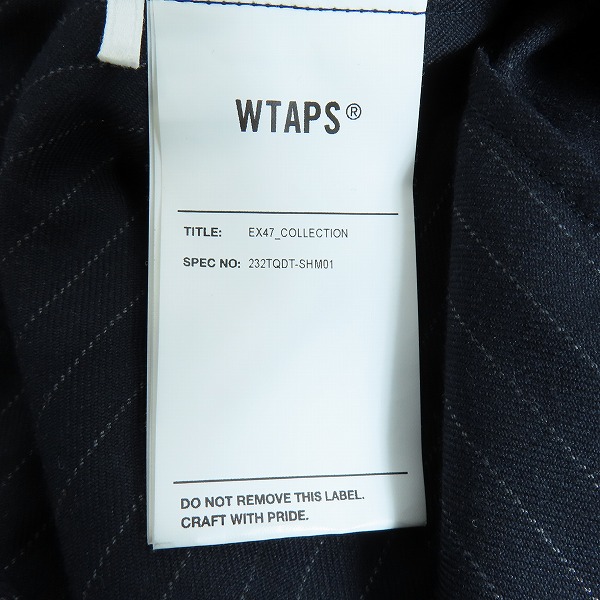 WTAPS®
TITLE: EX47_COLLECTION
SPEC NO: 232TQDT-SHM01
DO NOT REMOVE THIS LABEL.
CRAFT WITH PRIDE.